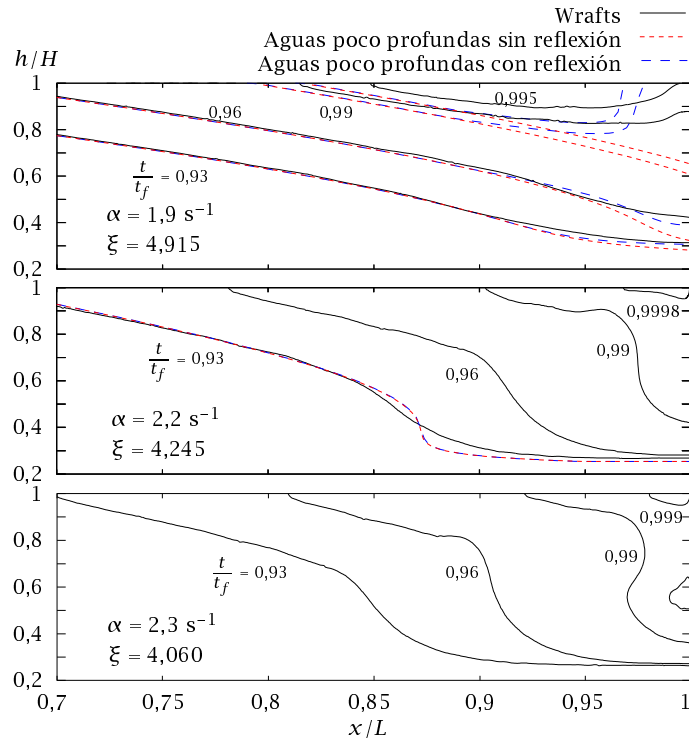 Wrafts
Aguas poco profundas sin reflexión
Aguas poco profundas con reflexión
h/H
1
0,8
0,6
0,4
0,2
0,96
0,99
0,995
t/t_f = 0,93
α = 1,9 s⁻¹
ξ = 4,915
1
0,8
0,6
0,4
0,2
0,9998
0,99
0,96
t/t_f = 0,93
α = 2,2 s⁻¹
ξ = 4,245
1
0,8
0,6
0,4
0,2
0,999
0,99
0,96
t/t_f = 0,93
α = 2,3 s⁻¹
ξ = 4,060
0,7 0,75 0,8 0,85 0,9 0,95 1
x/L